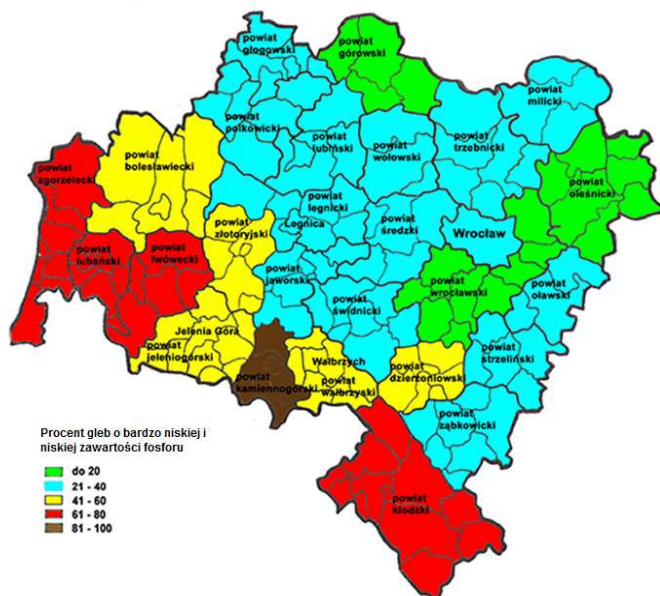 powiat
głogowski
powiat
górowski
powiat
milicki
powiat
polkowicki
powiat
lubiński
powiat
wołowski
powiat
trzebnicki
powiat
bolesławiecki
powiat
zgorzelecki
powiat
oleśnicki
powiat
legnicki
Legnica
powiat
średzki
Wrocław
powiat
złotoryjski
powiat
lubański
powiat
lwówecki
powiat
jaworski
powiat
wrocławski
powiat
oławski
powiat
świdnicki
Jelenia Góra
powiat
jeleniogórski
powiat
kamiennogórski
Wałbrzych
powiat
wałbrzyski
powiat
dzierżoniowski
powiat
strzeliński
powiat
ząbkowicki
powiat
kłodzki
Procent gleb o bardzo niskiej i
niskiej zawartości fosforu
do 20
21 - 40
41 - 60
61 - 80
81 - 100